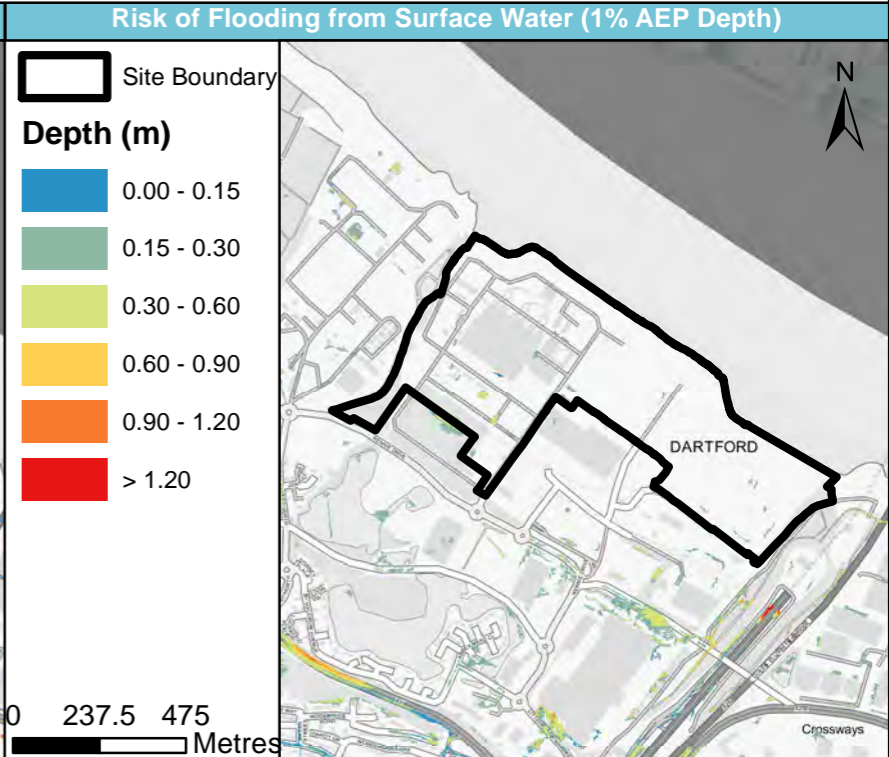 Risk of Flooding from Surface Water (1% AEP Depth)
Site Boundary
Depth (m)
0.00 - 0.15
0.15 - 0.30
0.30 - 0.60
0.60 - 0.90
0.90 - 1.20
> 1.20
0 237.5 475
Metres
N
DARTFORD
Crossways